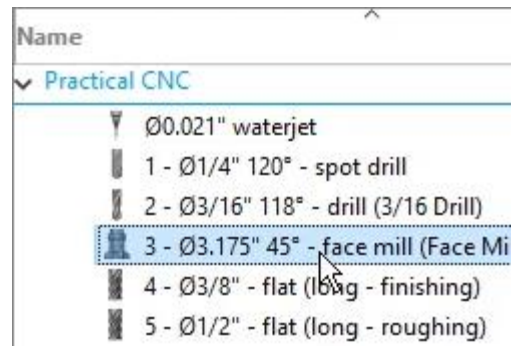 Name
Practical CNC
Ø0.021" waterjet
1 - Ø1/4" 120° - spot drill
2 - Ø3/16" 118° - drill (3/16 Drill)
3 - Ø3.175" 45° - face mill (Face Mi
4 - Ø3/8" - flat (long - finishing)
5 - Ø1/2" - flat (long - roughing)